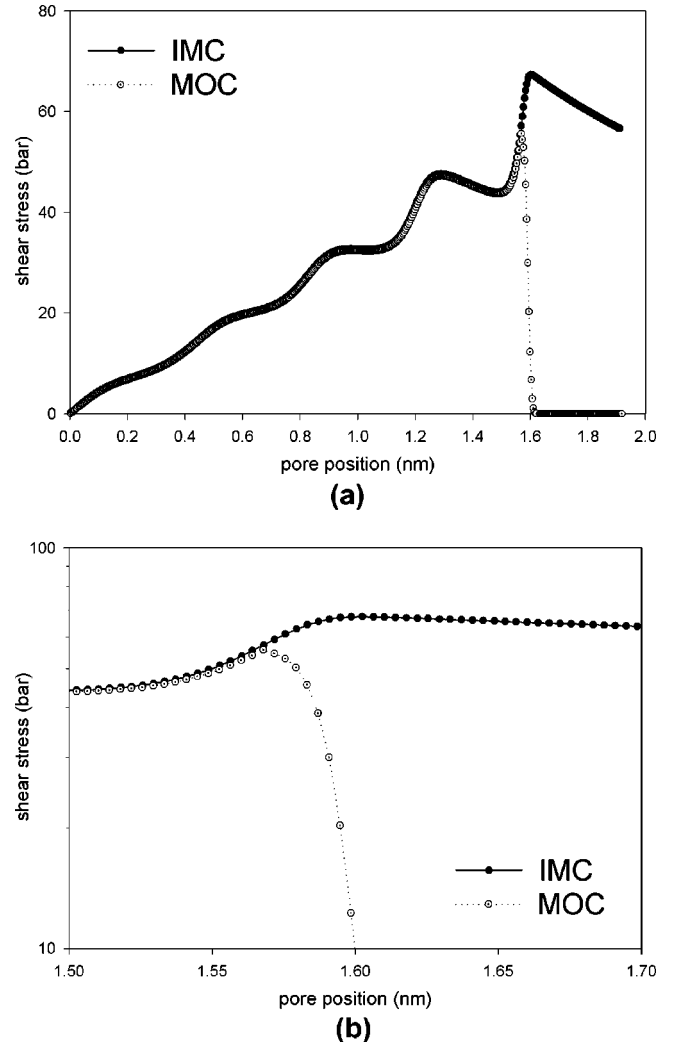 80
60
40
20
0
shear stress (bar)
IMC
MOC
0.0 0.2 0.4 0.6 0.8 1.0 1.2 1.4 1.6 1.8 2.0
pore position (nm)
(a)
100
10
shear stress (bar)
IMC
MOC
1.50 1.55 1.60 1.65 1.70
pore position (nm)
(b)